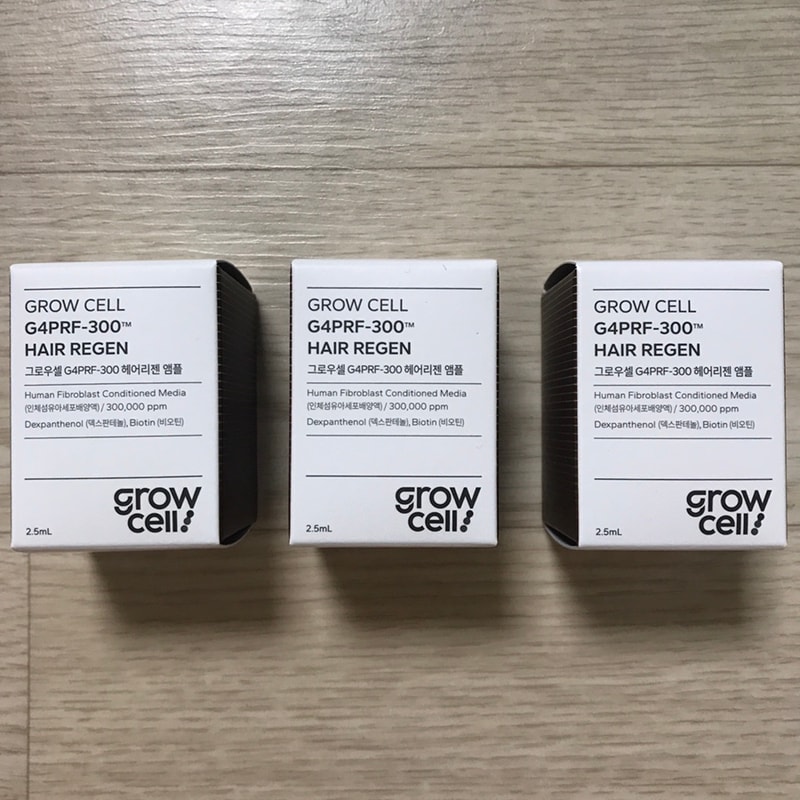 GROW CELL
G4PRF-300™
HAIR REGEN
그로우셀 G4PRF-300 헤어리젠 앰플
Human Fibroblast Conditioned Media
(인체섬유아세포배양액) / 300,000 ppm
Dexpanthenol (덱스판테놀), Biotin (비오틴)
2.5mL
grow
cell!
GROW CELL
G4PRF-300™
HAIR REGEN
그로우셀 G4PRF-300 헤어리젠 앰플
Human Fibroblast Conditioned Media
(인체섬유아세포배양액) / 300,000 ppm
Dexpanthenol (덱스판테놀), Biotin (비오틴)
2.5mL
grow
cell!
GROW CELL
G4PRF-300™
HAIR REGEN
그로우셀 G4PRF-300 헤어리젠 앰플
Human Fibroblast Conditioned Media
(인체섬유아세포배양액) / 300,000 ppm
Dexpanthenol (덱스판테놀), Biotin (비오틴)
2.5mL
grow
cell!